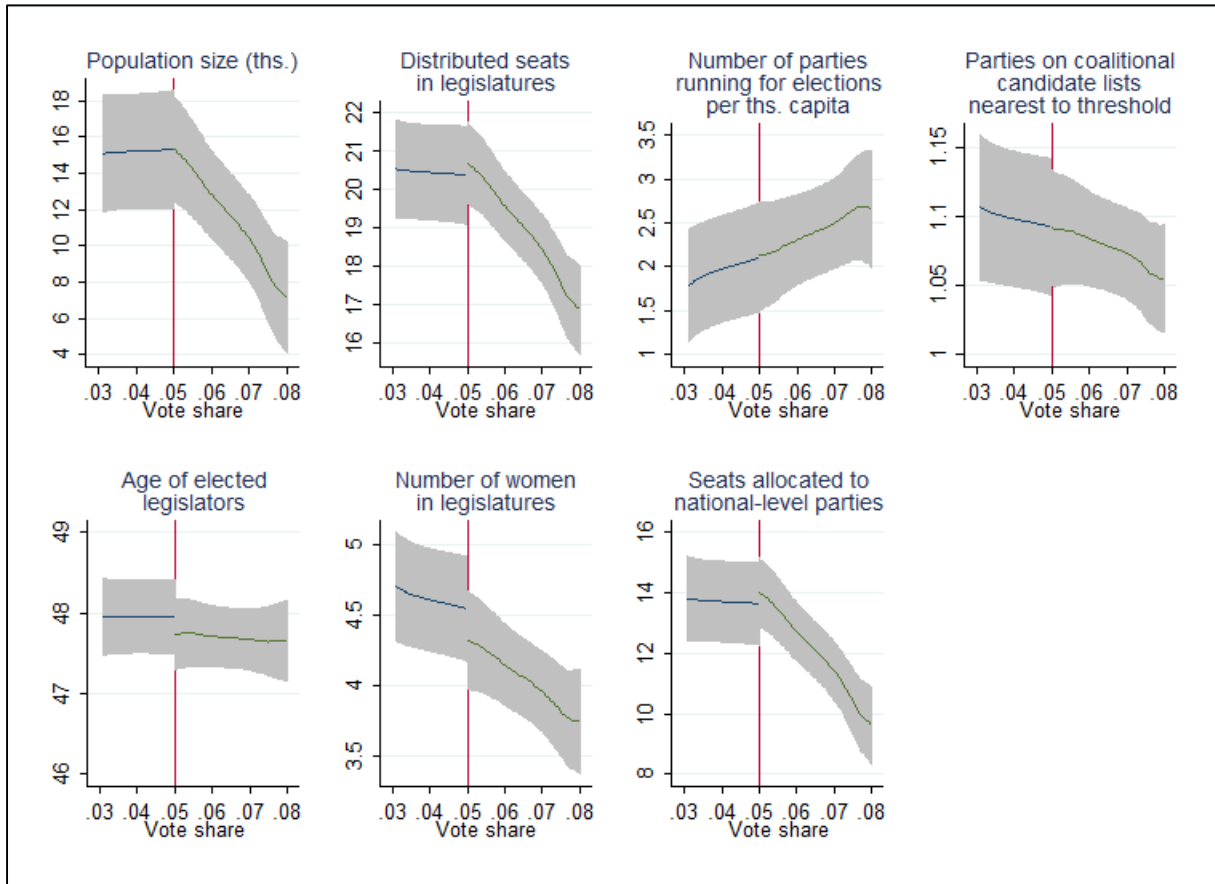 Population size (ths.)
18
16
14
12
10
8
6
4
.03 .04 .05 .06 .07 .08
Vote share
Distributed seats
in legislatures
22
21
20
19
18
17
16
.03 .04 .05 .06 .07 .08
Vote share
Number of parties
running for elections
per ths. capita
3.5
3
2.5
2
1.5
1
.03 .04 .05 .06 .07 .08
Vote share
Parties on coalitional
candidate lists
nearest to threshold
1.15
1.1
1.05
1
.03 .04 .05 .06 .07 .08
Vote share
Age of elected
legislators
49
48
47
46
.03 .04 .05 .06 .07 .08
Vote share
Number of women
in legislatures
5
4.5
4
3.5
.03 .04 .05 .06 .07 .08
Vote share
Seats allocated to
national-level parties
16
14
12
10
8
.03 .04 .05 .06 .07 .08
Vote share